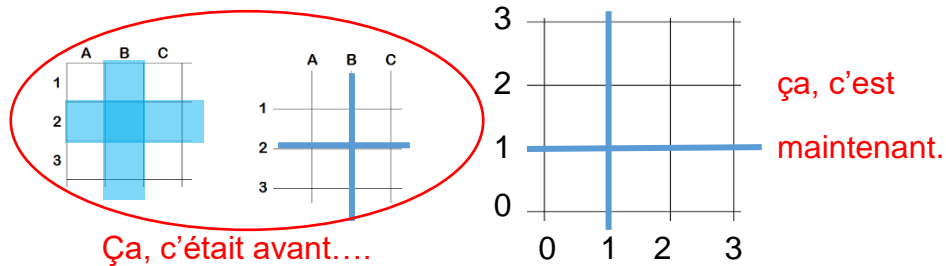 A B C
1
2
3
A B C
1
2
3
3
2
1
0
0 1 2 3
ça, c’est
maintenant.
Ça, c’était avant….